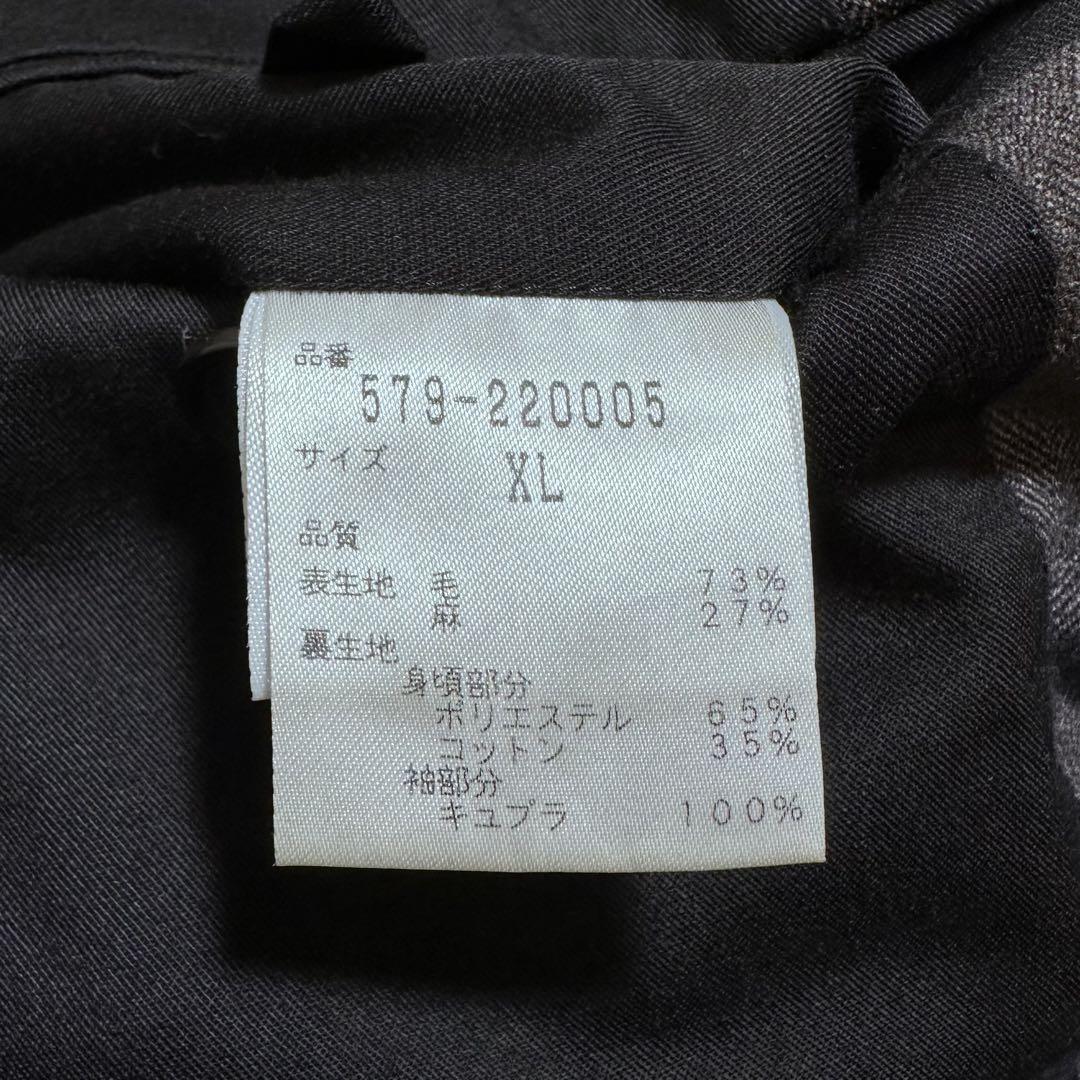 品番
579-220005
サイズ XL
品質
表生地 毛 73%
麻 27%
裏生地
身頃部分
ポリエステル 65%
コットン 35%
袖部分
キュプラ 100%